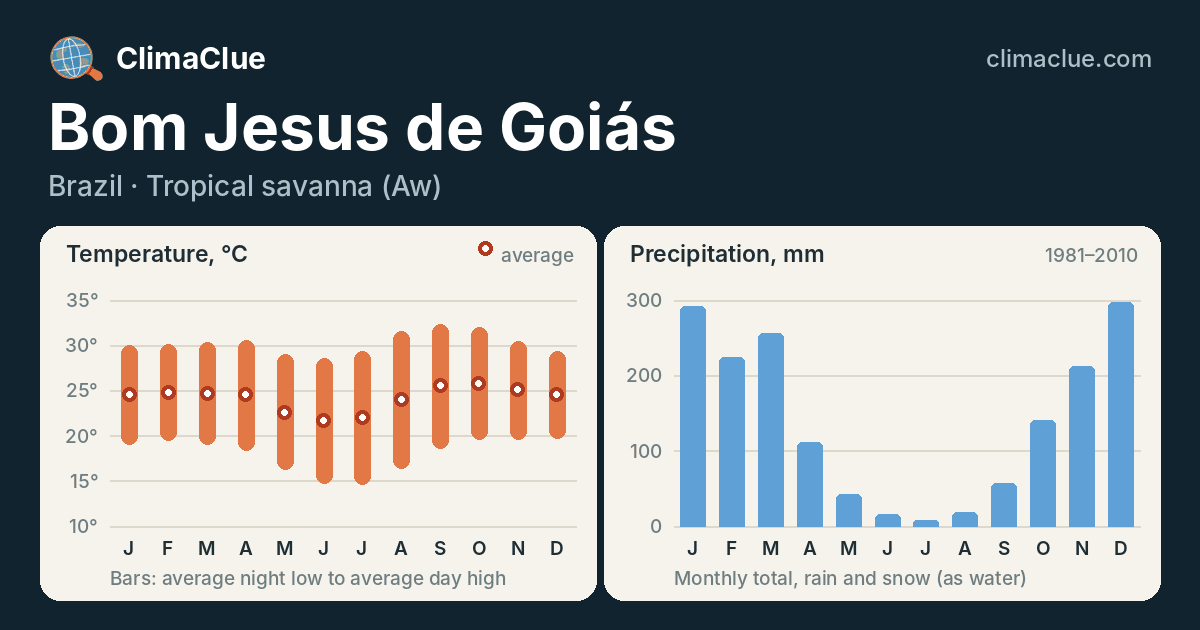 ClimaClue
climaclue.com
Bom Jesus de Goiás
Brazil · Tropical savanna (Aw)
Temperature, °C
average
35°
30°
25°
20°
15°
10°
J F M A M J J A S O N D
Bars: average night low to average day high
Precipitation, mm
1981–2010
300
200
100
0
J F M A M J J A S O N D
Monthly total, rain and snow (as water)